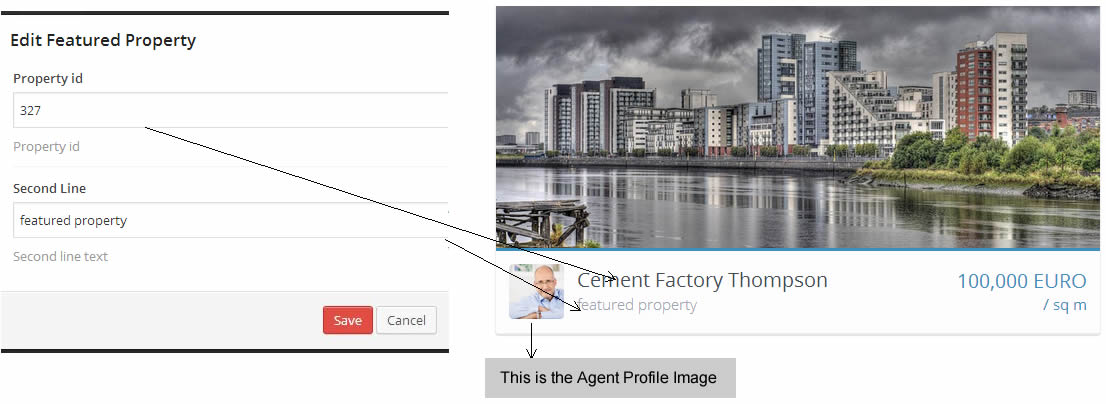 Edit Featured Property
Property id
327
Property id
Second Line
featured property
Second line text
Save Cancel
Cement Factory Thompson
featured property
100,000 EURO
/ sq m
This is the Agent Profile Image